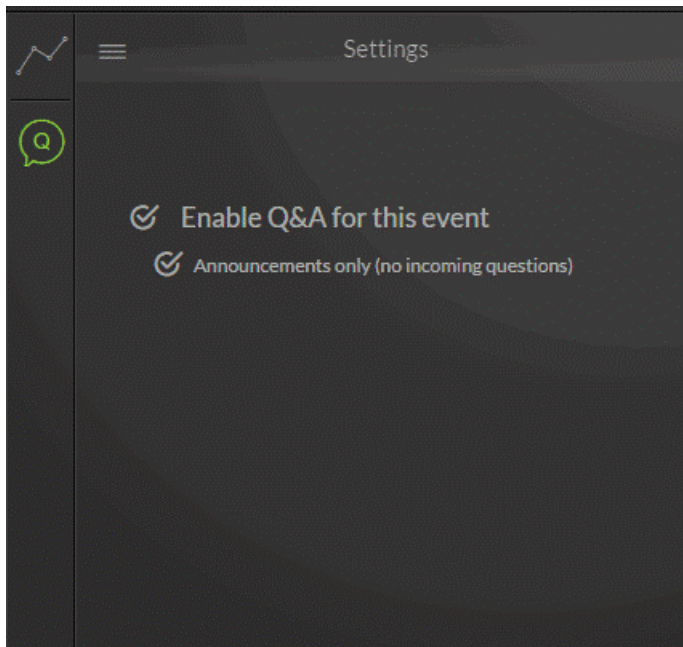 Settings
Q
Enable Q&A for this event
Announcements only (no incoming questions)